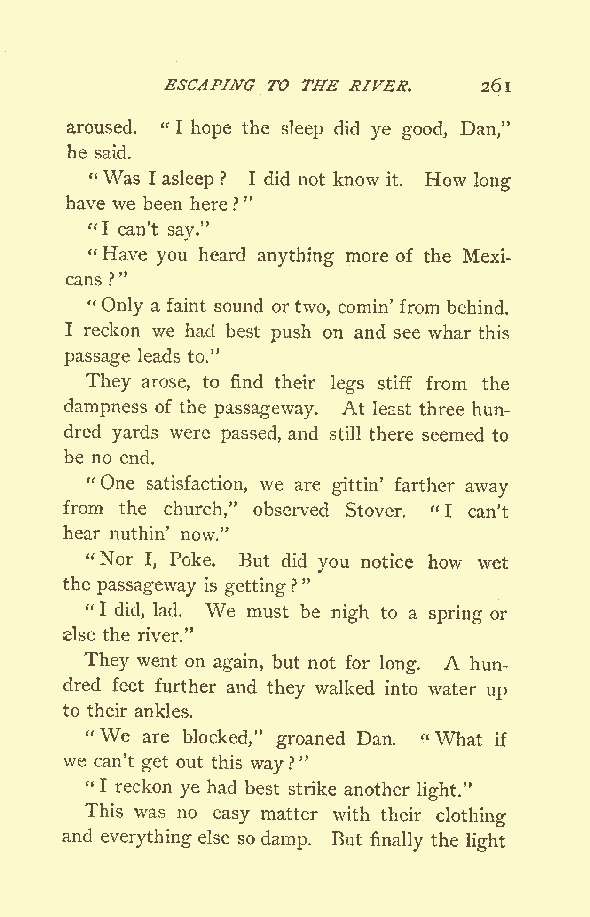 ESCAPING TO THE RIVER. 261
aroused. "I hope the sleep did ye good, Dan,"
he said.
"Was I asleep? I did not know it. How long
have we been here?"
"I can't say."
"Have you heard anything more of the Mexi-
cans?"
"Only a faint sound or two, comin' from behind.
I reckon we had best push on and see whar this
passage leads to."
They arose, to find their legs stiff from the
dampness of the passageway. At least three hun-
dred yards were passed, and still there seemed to
be no end.
"One satisfaction, we are gittin' farther away
from the church," observed Stover. "I can't
hear nuthin' now."
"Nor I, Poke. But did you notice how wet
the passageway is getting?"
"I did, lad. We must be nigh to a spring or
else the river."
They went on again, but not for long. A hun-
dred feet further and they walked into water up
to their ankles.
"We are blocked," groaned Dan. "What if
we can't get out this way?"
"I reckon ye had best strike another light."
This was no easy matter with their clothing
and everything else so damp. But finally the light